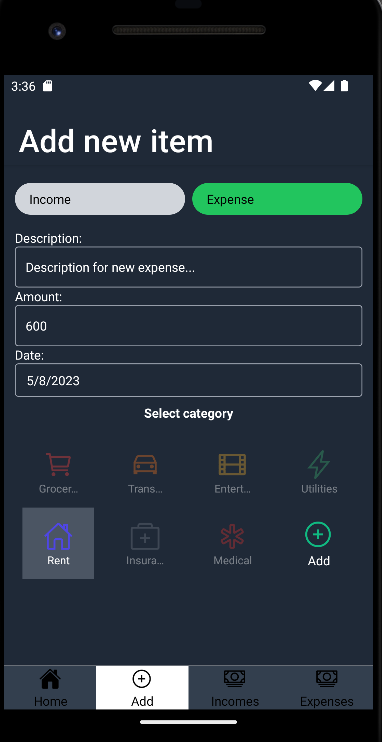 3:36
Add new item
Income Expense
Description:
Description for new expense...
Amount:
600
Date:
5/8/2023
Select category
Grocer... Trans... Entert... Utilities
Rent Insura... Medical Add
Home Add Incomes Expenses